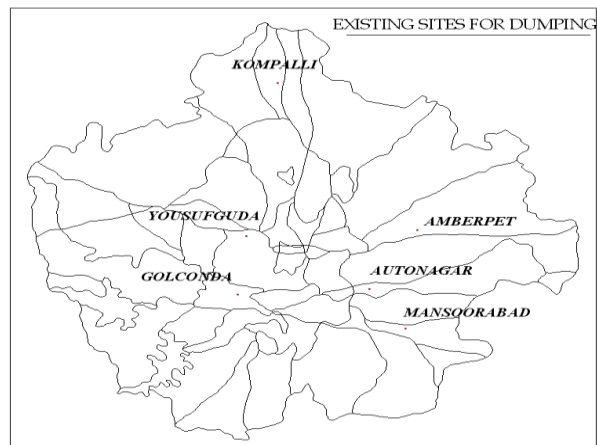 EXISTING SITES FOR DUMPING
KOMPALLI
YOUSUFGUDA
AMBERPET
GOLCONDA
AUTONAGAR
MANSOORABAD